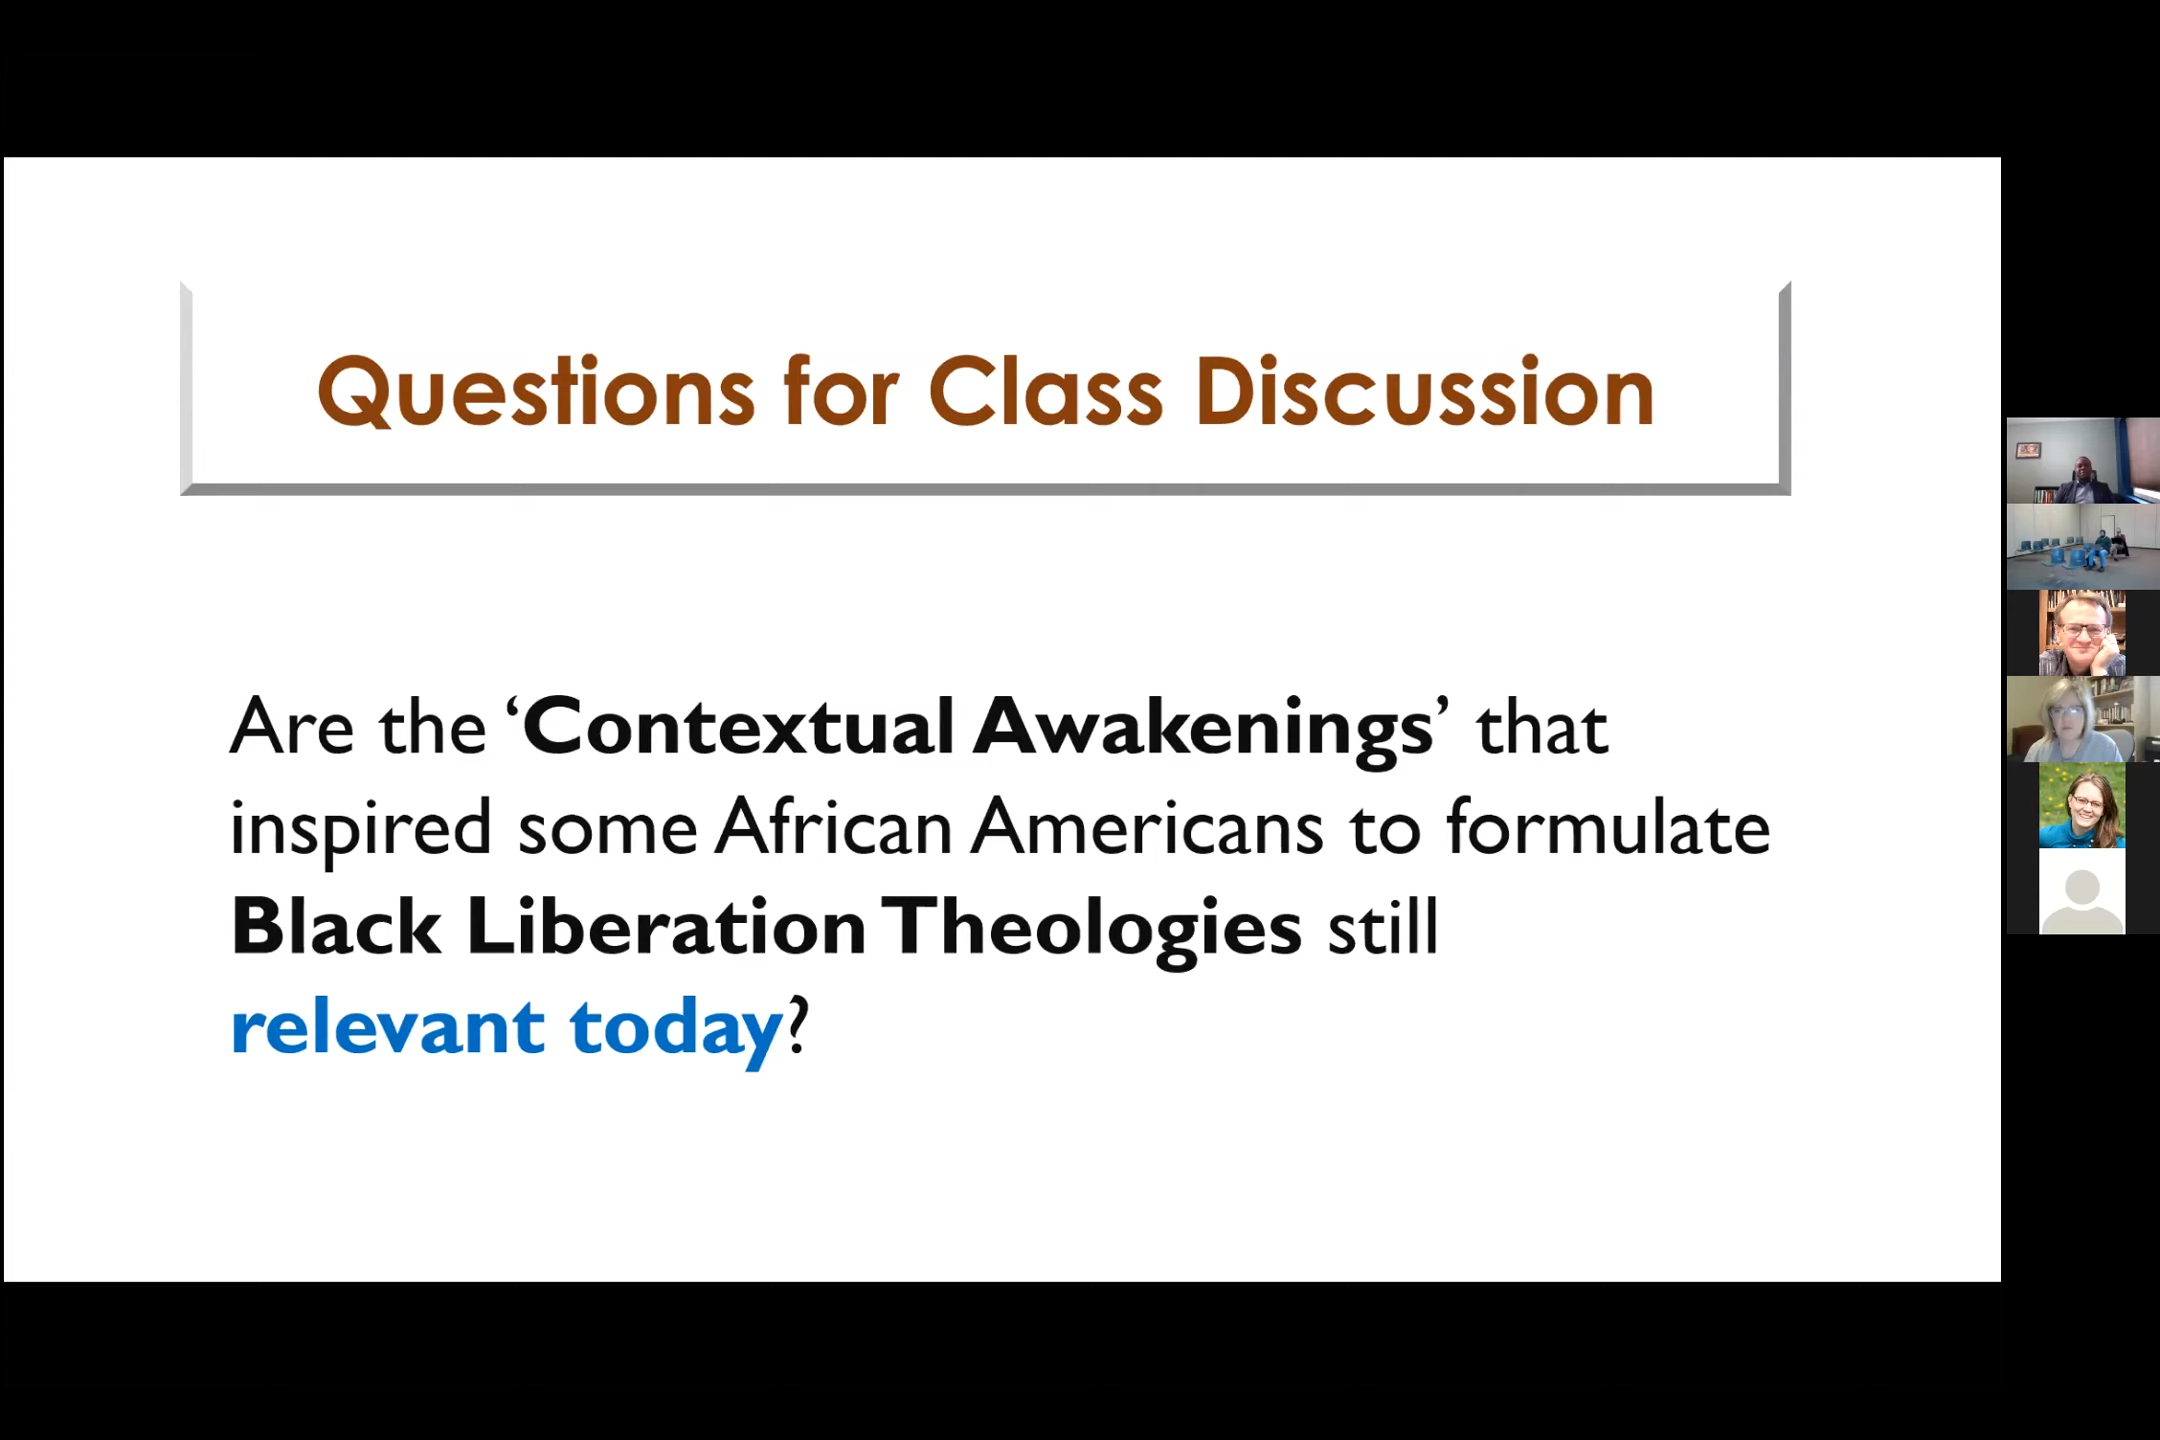 Questions for Class Discussion
Are the ‘Contextual Awakenings’ that
inspired some African Americans to formulate
Black Liberation Theologies still
relevant today?